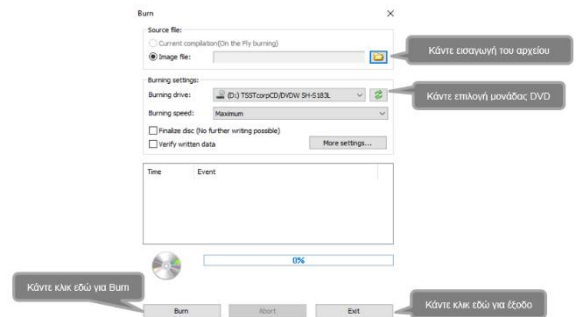 Burn
Source file:
Current compilation(On the Fly burning)
Image file:
Κάντε εισαγωγή του αρχείου
Burning settings:
Burning drive: (D:) TSSTcorpCD/DVDW SH-S183L
Κάντε επιλογή μονάδας DVD
Burning speed: Maximum
Finalize disc (No further writing possible)
Verify written data More settings...
Time Event
0%
Κάντε κλικ εδώ για Burn
Burn Abort Exit
Κάντε κλικ εδώ για έξοδο